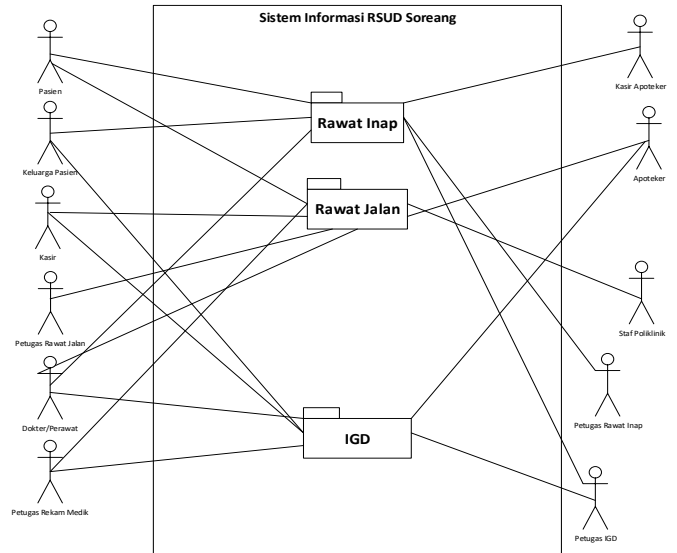 Sistem Informasi RSUD Soreang
Pasien
Keluarga Pasien
Kasir
Petugas Rawat Jalan
Dokter/Perawat
Petugas Rekam Medik
Rawat Inap
Rawat Jalan
IGD
Kasir Apoteker
Apoteker
Staf Poliklinik
Petugas Rawat Inap
Petugas IGD